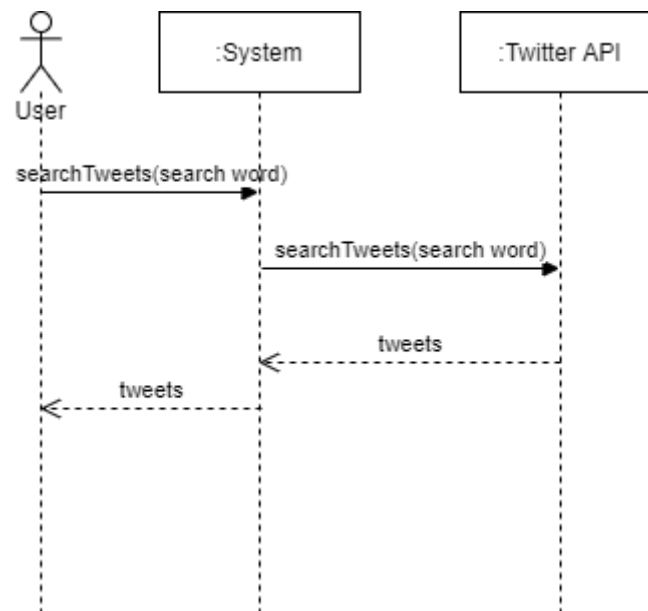 :System
:Twitter API
User
searchTweets(search word)
searchTweets(search word)
tweets
tweets